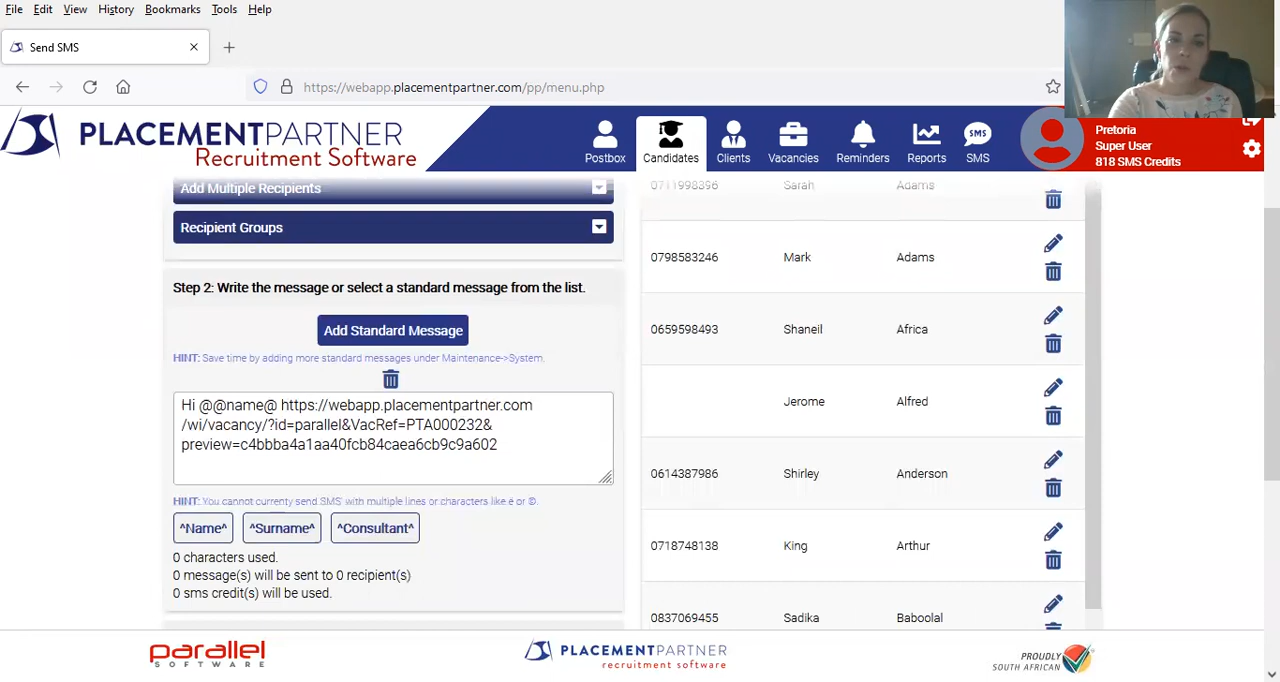 File Edit View History Bookmarks Tools Help
Send SMS
https://webapp.placementpartner.com/pp/menu.php
PLACEMENTPARTNER
Recruitment Software
Postbox Candidates Clients Vacancies Reminders Reports SMS
SMS
Pretoria
Super User
818 SMS Credits
Add Multiple Recipients
Recipient Groups
Step 2: Write the message or select a standard message from the list.
Add Standard Message
HINT: Save time by adding more standard messages under Maintenance->System.
Hi @@name@ https://webapp.placementpartner.com
/wi/vacancy/?id=parallel&VacRef=PTA000232&
preview=c4bbba4a1aa40fcb84caea6cb9c9a602
HINT: You cannot currently send SMS' with multiple lines or characters like ë or ©.
^Name^ ^Surname^ ^Consultant^
0 characters used.
0 message(s) will be sent to 0 recipient(s)
0 sms credit(s) will be used.
0711998396 Sarah Adams
0798583246 Mark Adams
0659598493 Shaneil Africa
Jerome Alfred
0614387986 Shirley Anderson
0718748138 King Arthur
0837069455 Sadika Baboolal
parallel
SOFTWARE
PLACEMENTPARTNER
recruitment software
PROUDLY
SOUTH AFRICAN